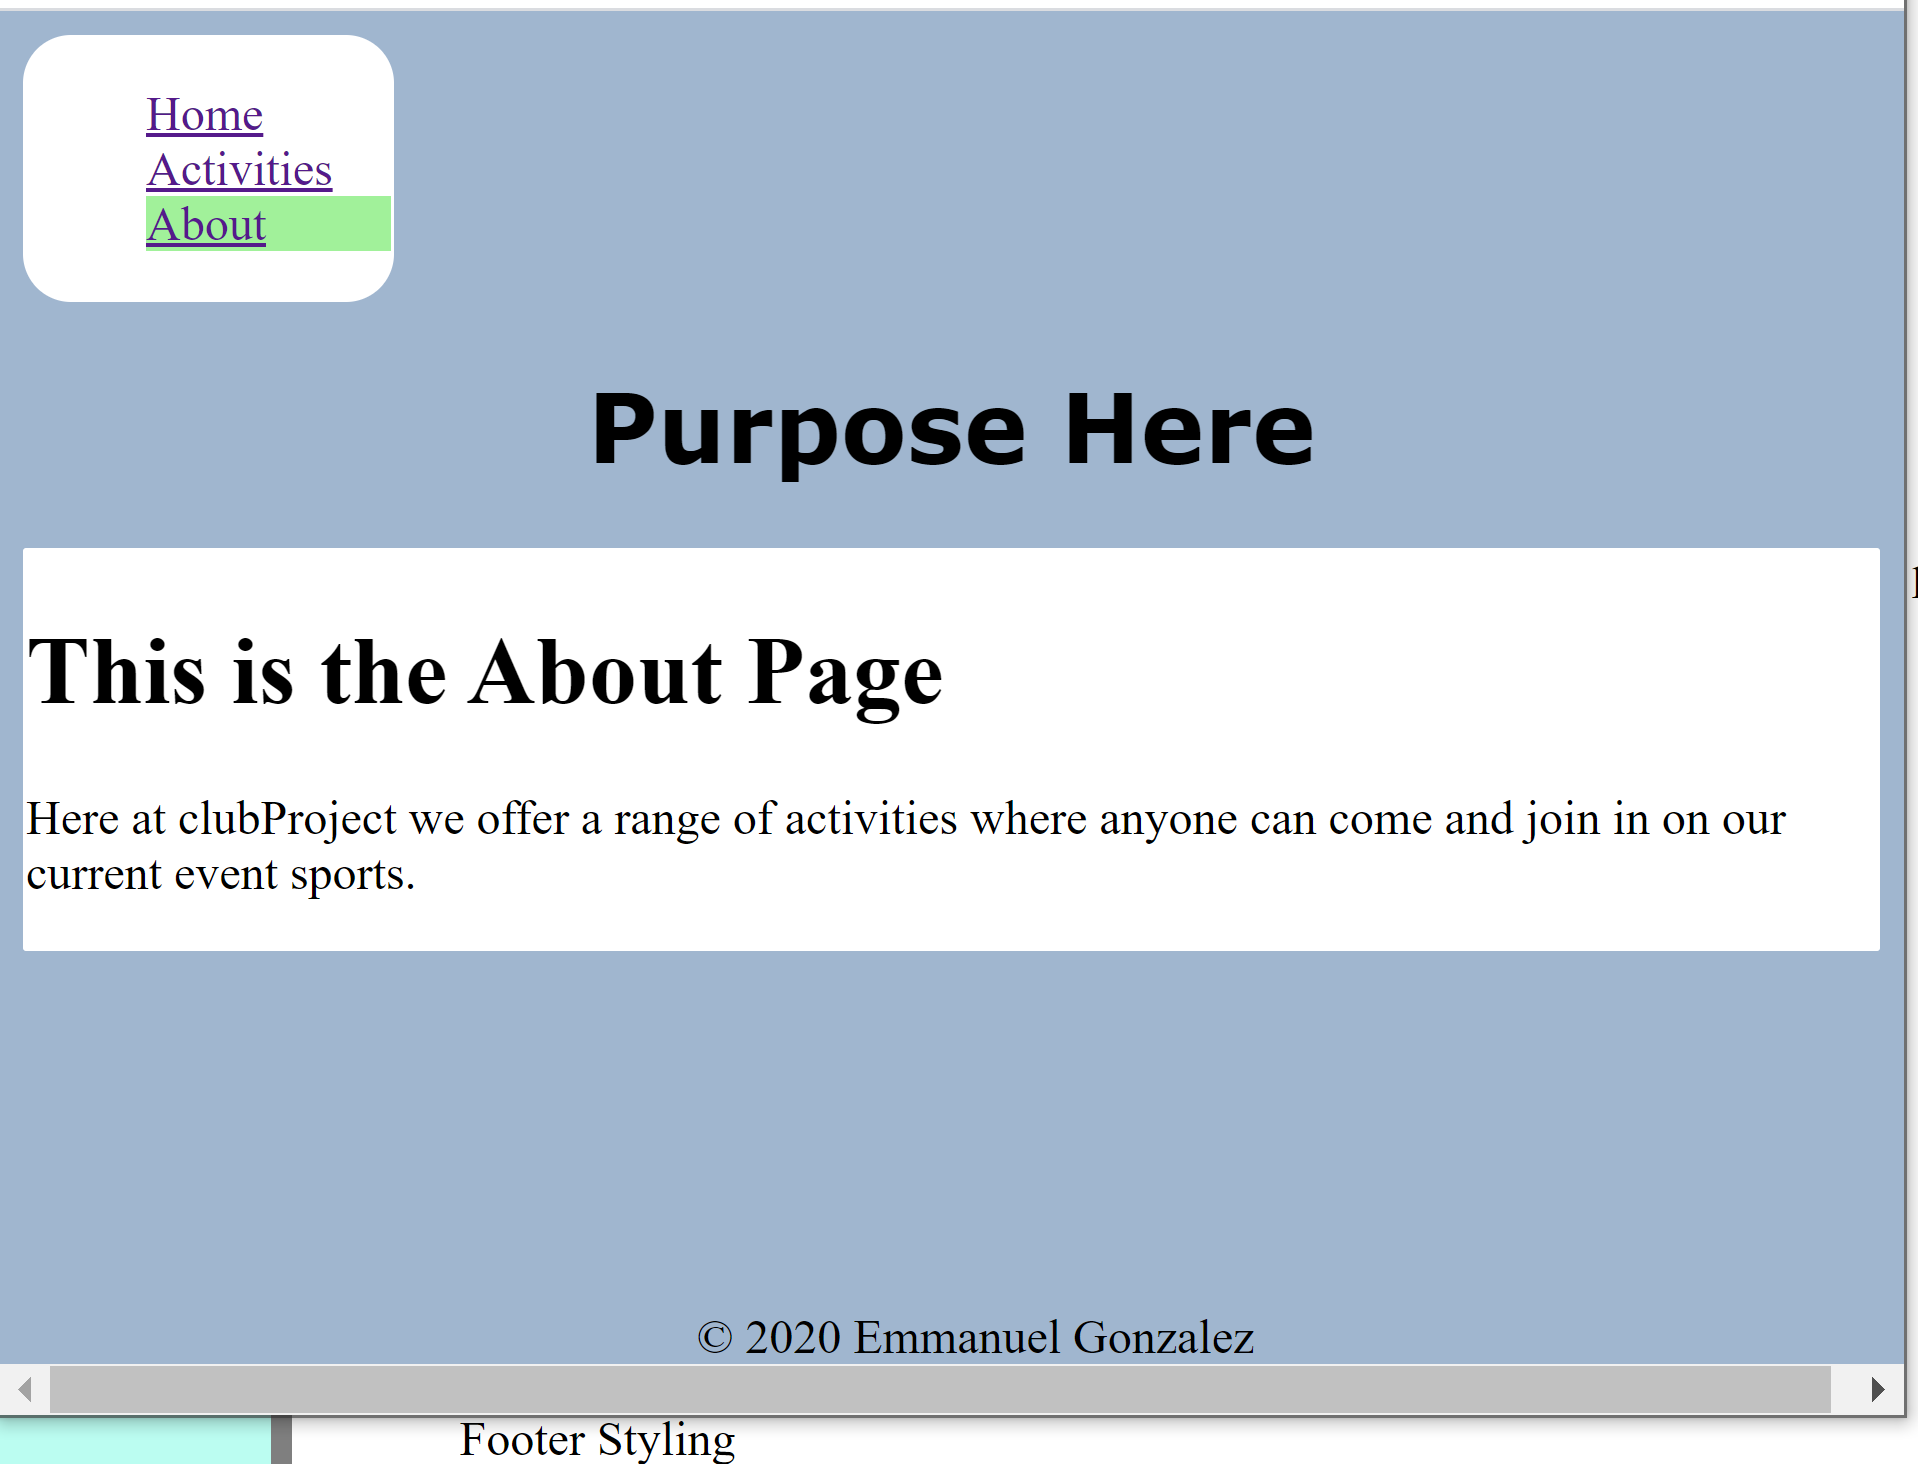 Home
Activities
About
Purpose Here
This is the About Page
Here at clubProject we offer a range of activities where anyone can come and join in on our
current event sports.
© 2020 Emmanuel Gonzalez
Footer Styling